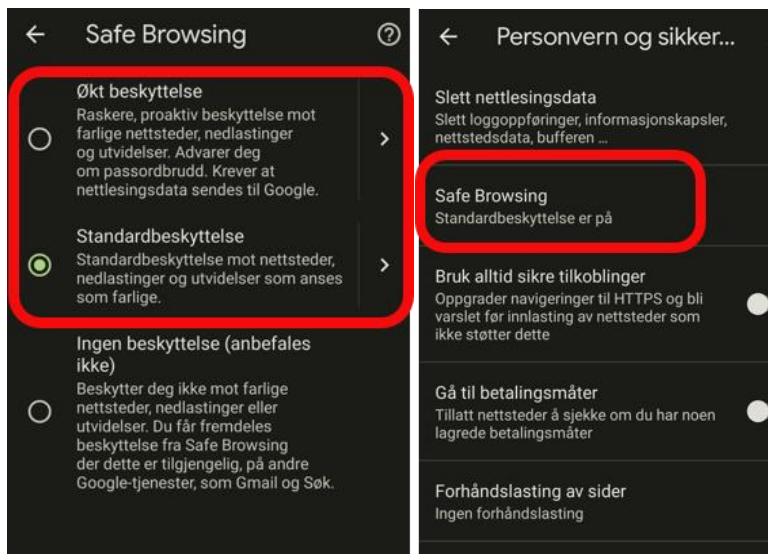 Safe Browsing
Økt beskyttelse
Raskere, proaktiv beskyttelse mot
farlige nettsteder, nedlastinger
og utvidelser. Advarer deg
om passordbrudd. Krever at
nettlesingsdata sendes til Google.
Standardbeskyttelse
Standardbeskyttelse mot nettsteder,
nedlastinger og utvidelser som anses
som farlige.
Ingen beskyttelse (anbefales
ikke)
Beskytter deg ikke mot farlige
nettsteder, nedlastinger eller
utvidelser. Du får fremdeles
beskyttelse fra Safe Browsing
der dette er tilgjengelig, på andre
Google-tjenester, som Gmail og Søk.
Personvern og sikker...
Slett nettlesingsdata
Slett loggoppføringer, informasjonskapsler,
nettstedsdata, bufferen ...
Safe Browsing
Standardbeskyttelse er på
Bruk alltid sikre tilkoblinger
Oppgrader navigeringer til HTTPS og bli
varslet før innlasting av nettsteder som
ikke støtter dette
Gå til betalingsmåter
Tillatt nettsteder å sjekke om du har noen
lagrede betalingsmåter
Forhåndslasting av sider
Ingen forhåndslasting